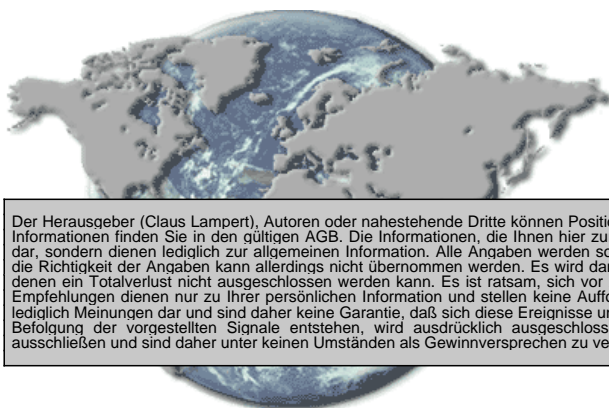 Der Herausgeber (Claus Lampert), Autoren oder nahestehende Dritte können Positi
Informationen finden Sie in den gültigen AGB. Die Informationen, die Ihnen hier zu
dar, sondern dienen lediglich zur allgemeinen Information. Alle Angaben werden so
die Richtigkeit der Angaben kann allerdings nicht übernommen werden. Es wird dar
denen ein Totalverlust nicht ausgeschlossen werden kann. Es ist ratsam, sich vor
Empfehlungen dienen nur zu Ihrer persönlichen Information und stellen keine Auffo
lediglich Meinungen dar und sind daher keine Garantie, daß sich diese Ereignisse u
Befolgung der vorgestellten Signale entstehen, wird ausdrücklich ausgeschloss
ausschließen und sind daher unter keinen Umständen als Gewinnversprechen zu ve